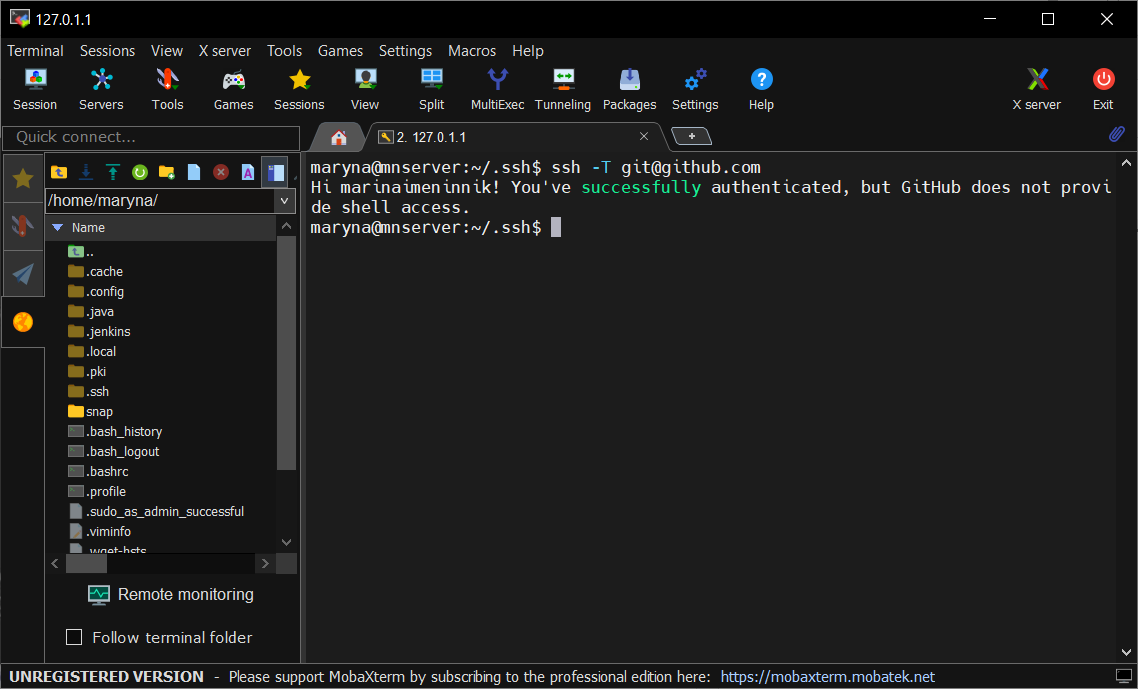 127.0.1.1
Terminal Sessions View X server Tools Games Settings Macros Help
Session Servers Tools Games Sessions View Split MultiExec Tunneling Packages Settings Help X server Exit
Quick connect...
2. 127.0.1.1
/home/maryna/
Name
..
.cache
.config
.java
.jenkins
.local
.pki
.ssh
snap
.bash_history
.bash_logout
.bashrc
.profile
.sudo_as_admin_successful
.viminfo
.wget-hsts
Remote monitoring
Follow terminal folder
maryna@mnserver:~/.ssh$ ssh -T git@github.com
Hi marinaimeninnik! You've successfully authenticated, but GitHub does not provi
de shell access.
maryna@mnserver:~/.ssh$
UNREGISTERED VERSION - Please support MobaXterm by subscribing to the professional edition here: https://mobaxterm.mobatek.net